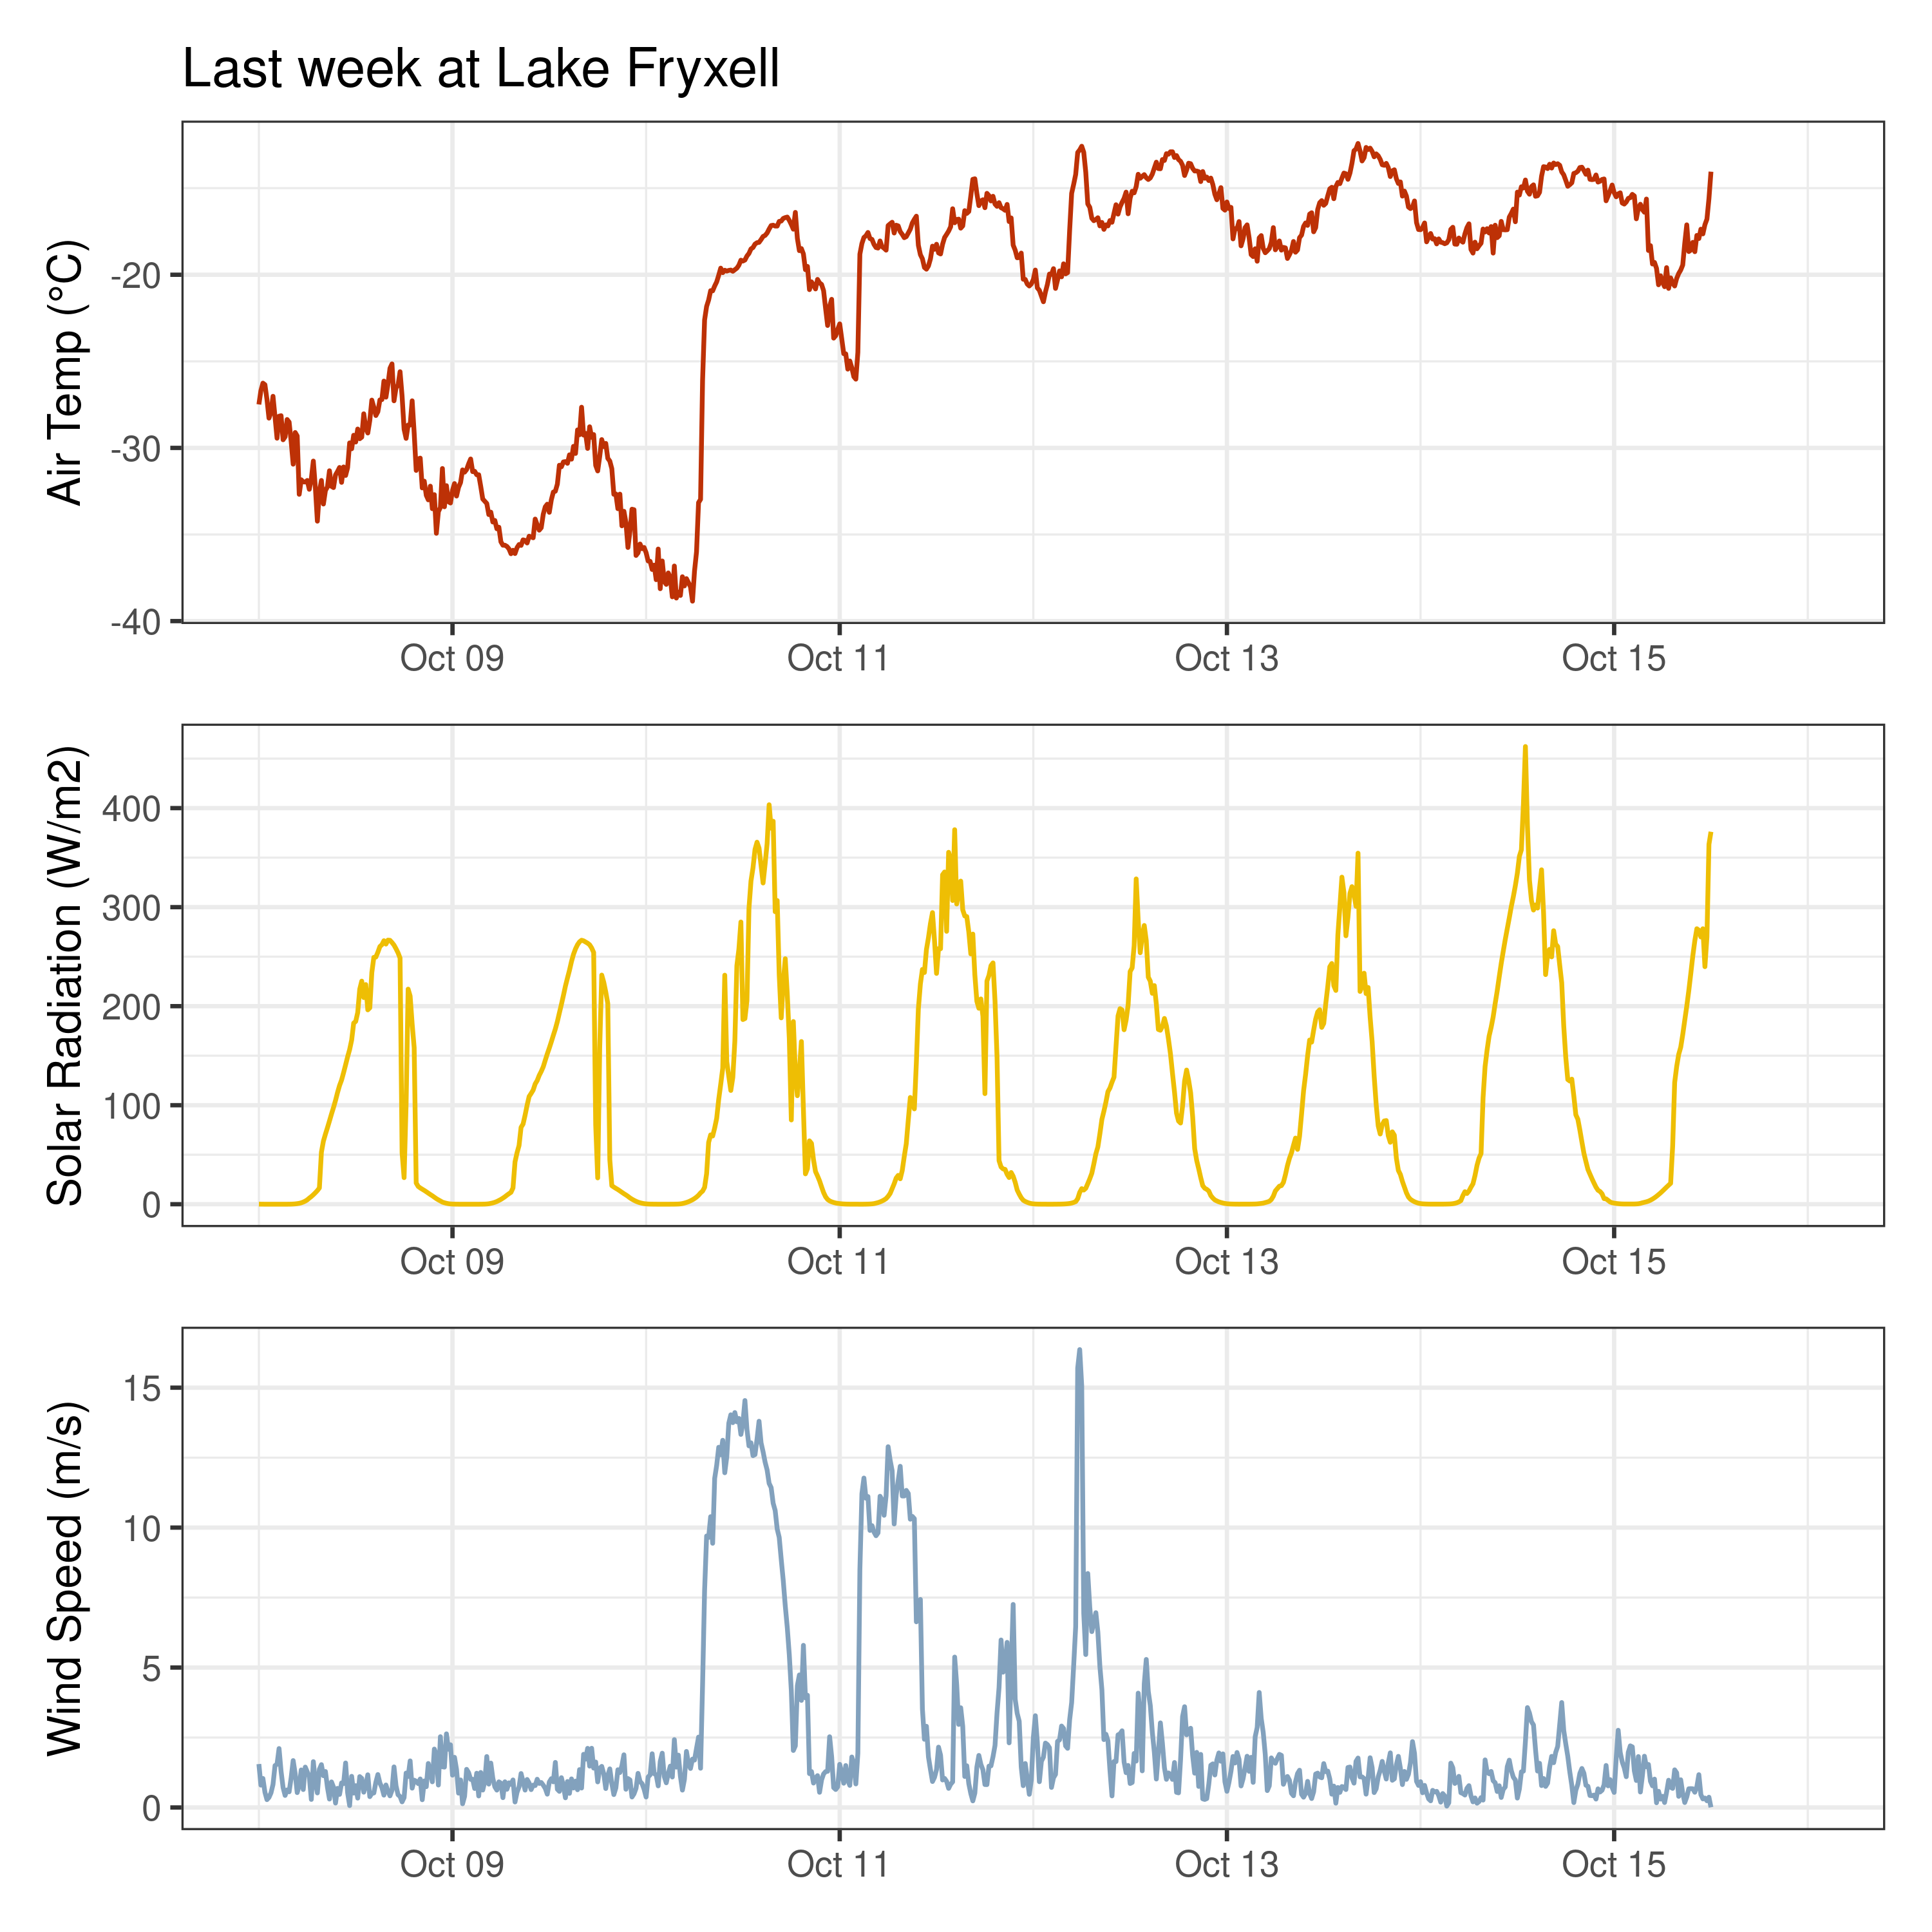 Last week at Lake Fryxell
Air Temp (°C)
-20
-30
-40
Oct 09 Oct 11 Oct 13 Oct 15
Solar Radiation (W/m2)
400
300
200
100
0
Oct 09 Oct 11 Oct 13 Oct 15
Wind Speed (m/s)
15
10
5
0
Oct 09 Oct 11 Oct 13 Oct 15